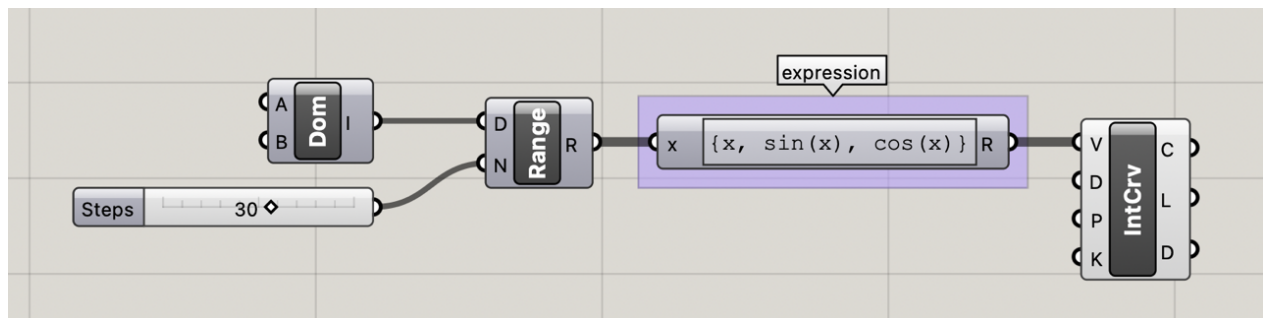 expression
A
B
Dom
I
D
N
Range
R
x
{x, sin(x), cos(x)}
R
V
D
P
K
IntCrv
C
L
D
Steps
30